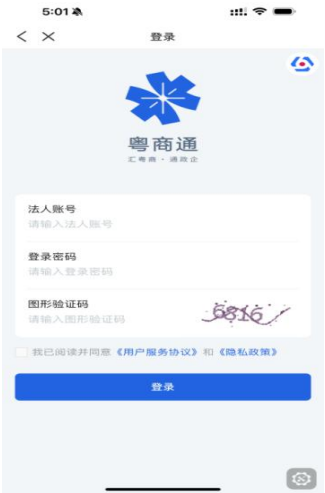 5:01
登录
粤商通
汇粤商·通政企
法人账号
请输入法人账号
登录密码
请输入登录密码
图形验证码
请输入图形验证码
6816
我已阅读并同意《用户服务协议》和《隐私政策》
登录